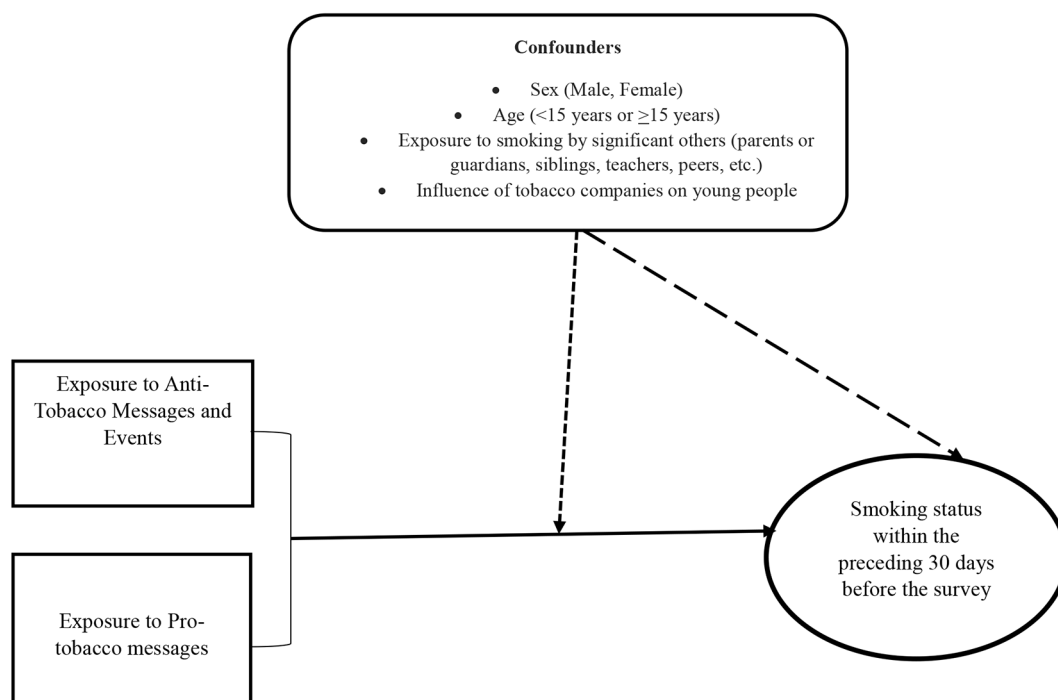 Confounders
• Sex (Male, Female)
• Age (<15 years or ≥15 years)
• Exposure to smoking by significant others (parents or
guardians, siblings, teachers, peers, etc.)
• Influence of tobacco companies on young people
Exposure to Anti-
Tobacco Messages and
Events
Smoking status
within the
preceding 30 days
before the survey
Exposure to Pro-
tobacco messages